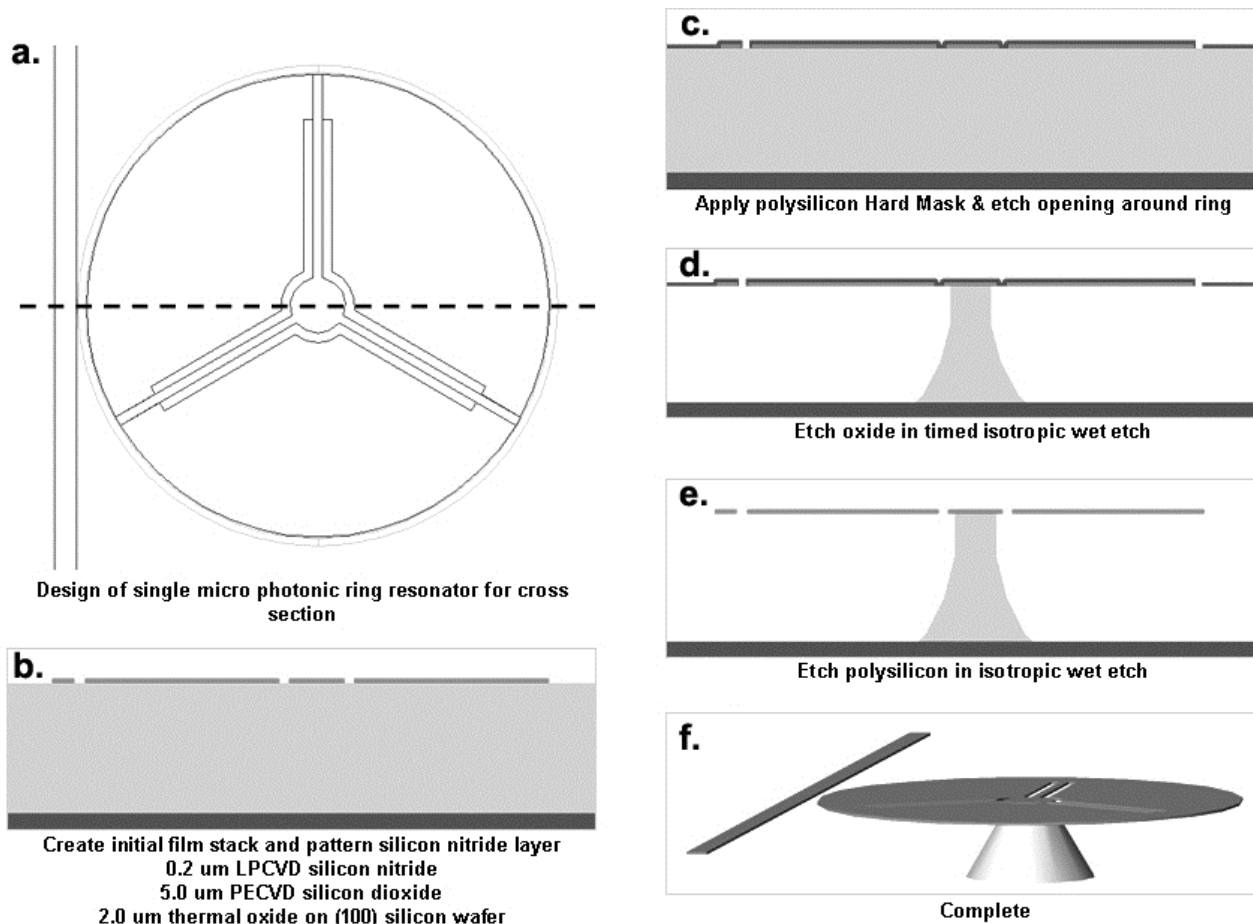 a.
Design of single micro photonic ring resonator for cross
section
b.
Create initial film stack and pattern silicon nitride layer
0.2 um LPCVD silicon nitride
5.0 um PECVD silicon dioxide
2.0 um thermal oxide on (100) silicon wafer
c.
Apply polysilicon Hard Mask & etch opening around ring
d.
Etch oxide in timed isotropic wet etch
e.
Etch polysilicon in isotropic wet etch
f.
Complete